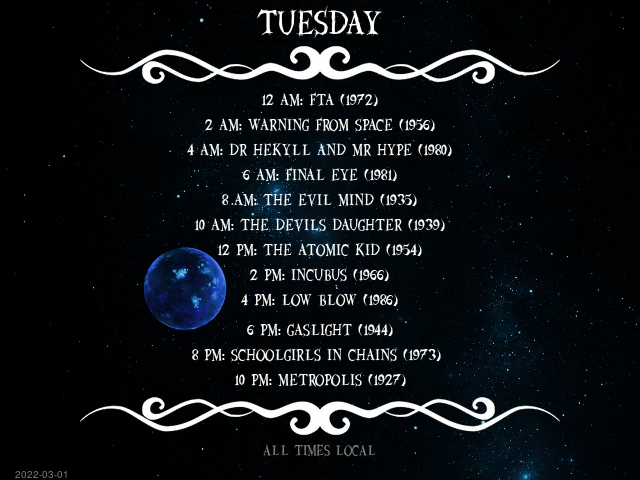 TUESDAY
12 AM: FTA (1972)
2 AM: WARNING FROM SPACE (1956)
4 AM: DR HEKYLL AND MR HYPE (1980)
6 AM: FINAL EYE (1981)
8 AM: THE EVIL MIND (1935)
10 AM: THE DEVILS DAUGHTER (1939)
12 PM: THE ATOMIC KID (1954)
2 PM: INCUBUS (1966)
4 PM: LOW BLOW (1986)
6 PM: GASLIGHT (1944)
8 PM: SCHOOLGIRLS IN CHAINS (1973)
10 PM: METROPOLIS (1927)
ALL TIMES LOCAL
2022-03-01